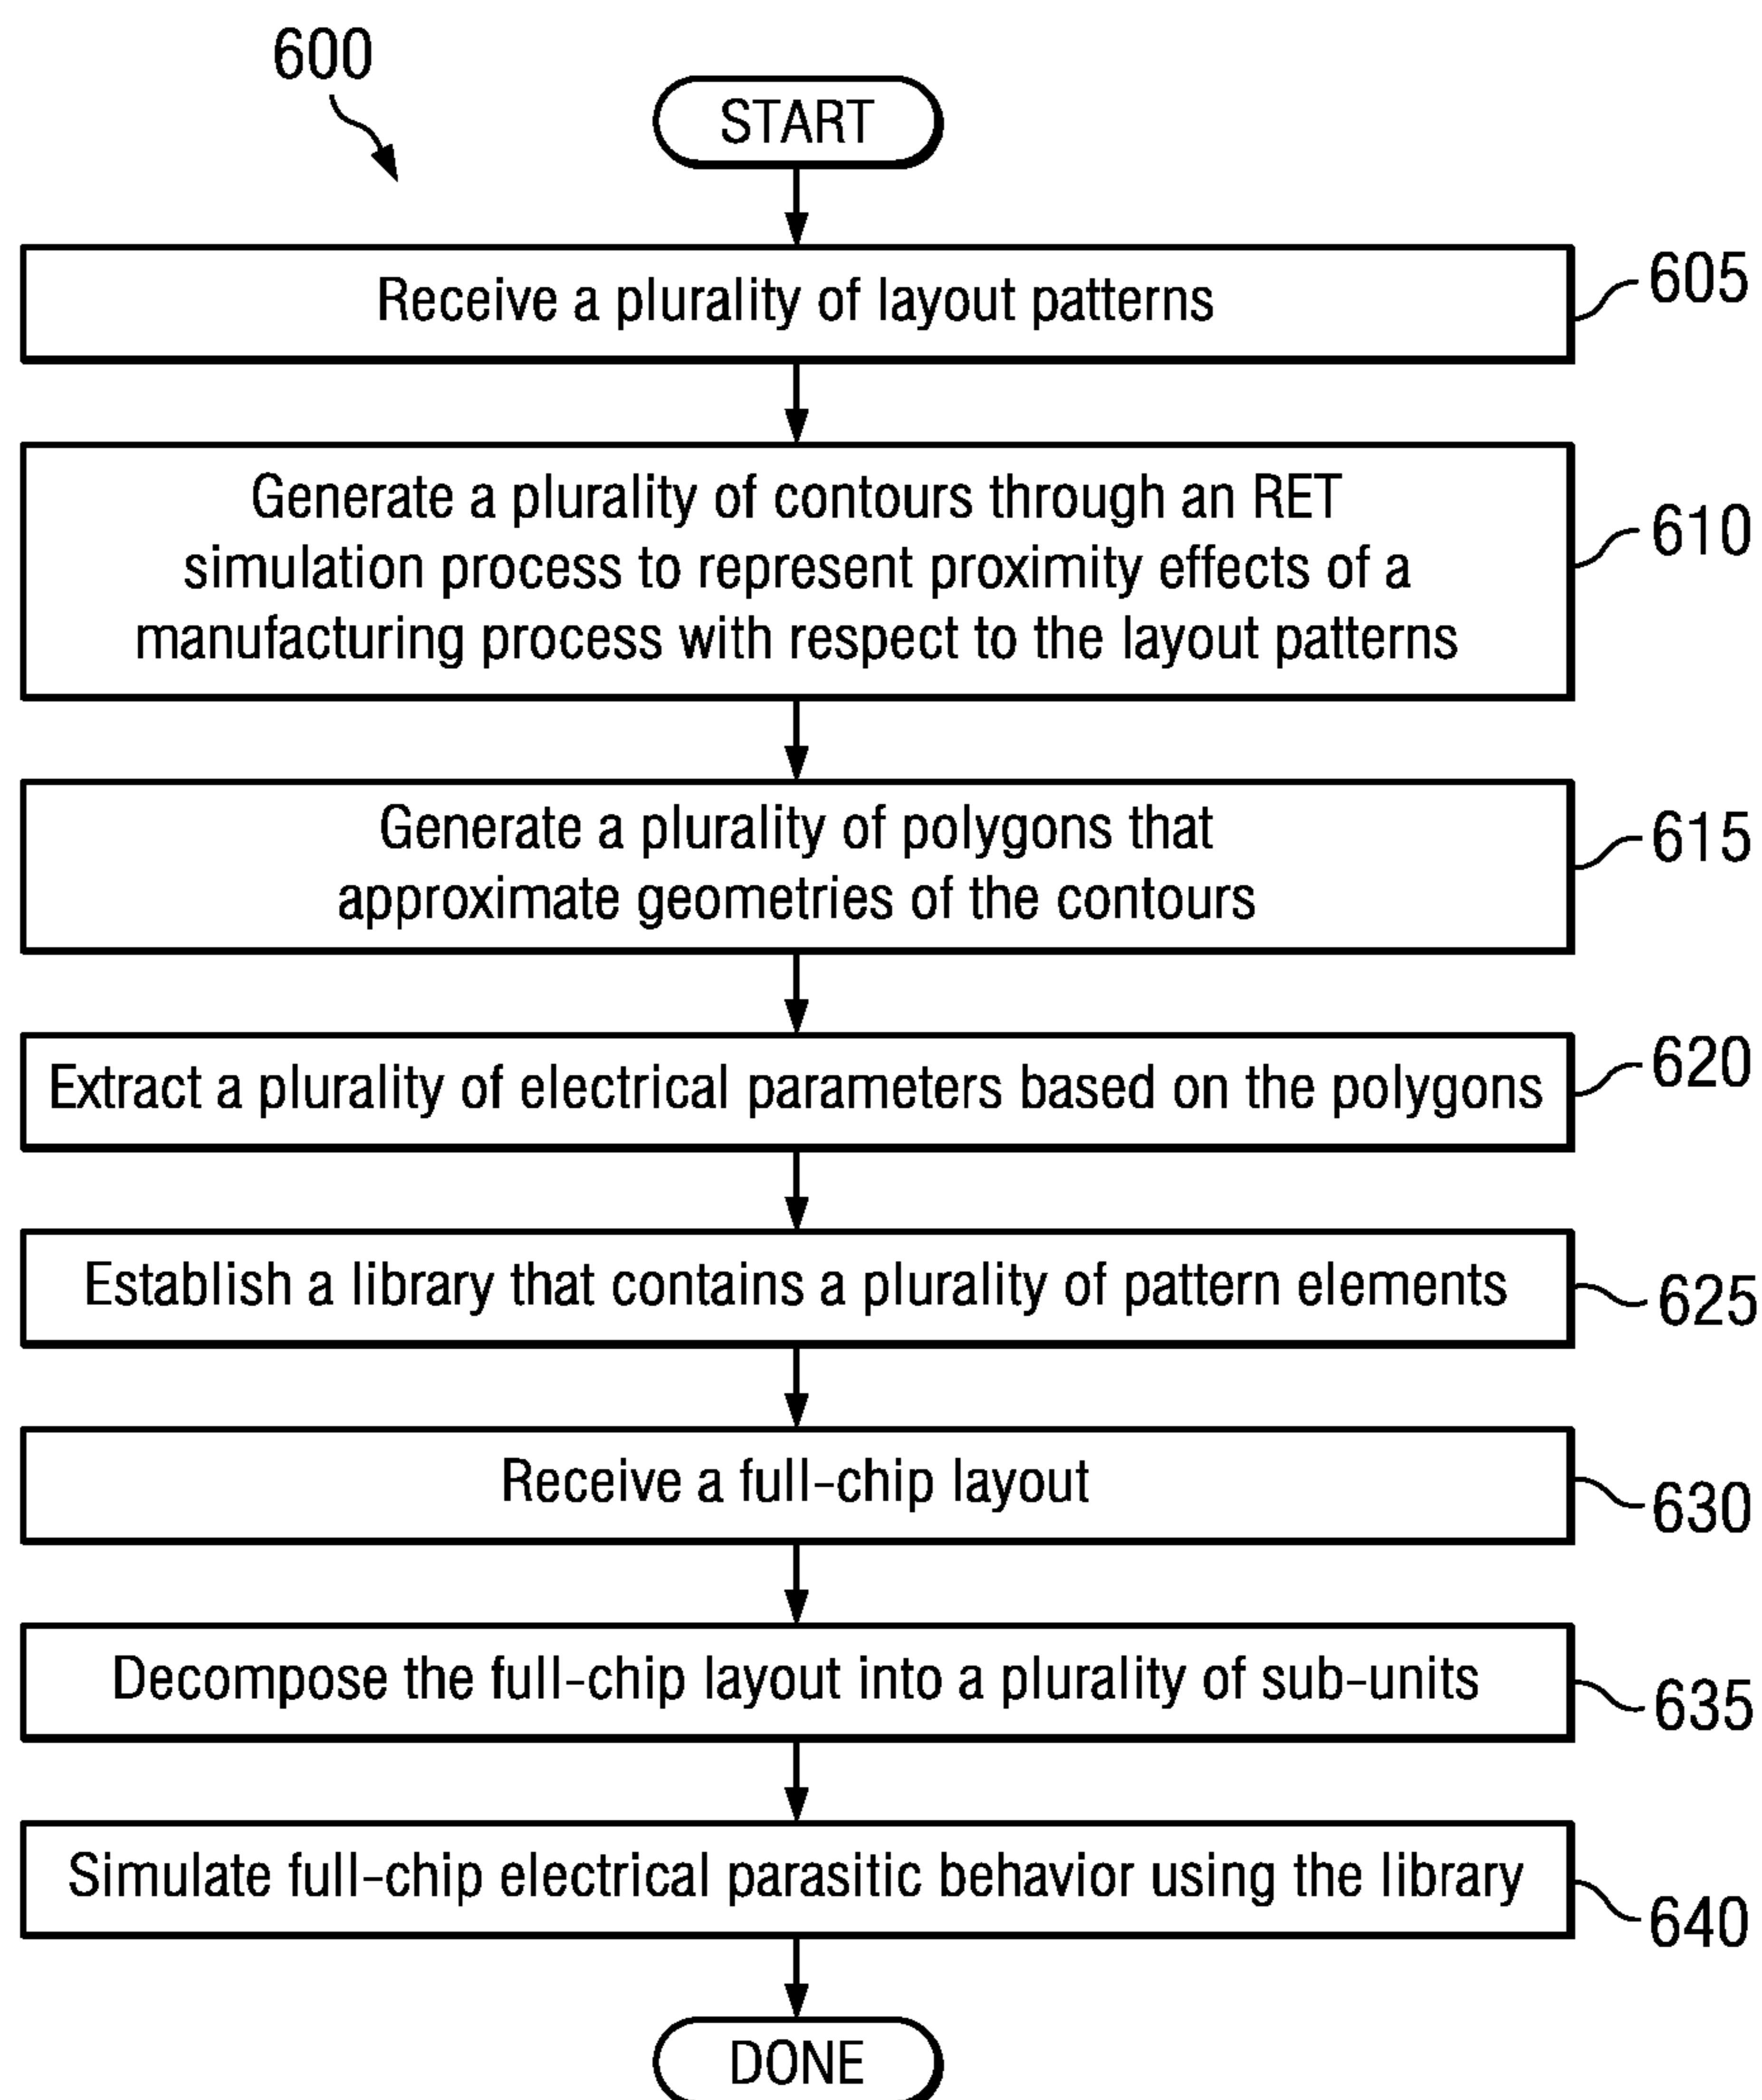 600
START
Receive a plurality of layout patterns
605
Generate a plurality of contours through an RET
simulation process to represent proximity effects of a
manufacturing process with respect to the layout patterns
610
Generate a plurality of polygons that
approximate geometries of the contours
615
Extract a plurality of electrical parameters based on the polygons
620
Establish a library that contains a plurality of pattern elements
625
Receive a full-chip layout
630
Decompose the full-chip layout into a plurality of sub-units
635
Simulate full-chip electrical parasitic behavior using the library
640
DONE